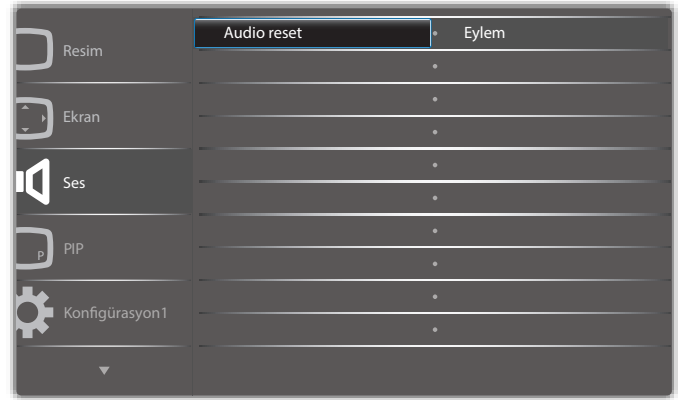 Resim
Ekran
Ses
P
PIP
Konfigürasyon1
Audio reset
Eylem